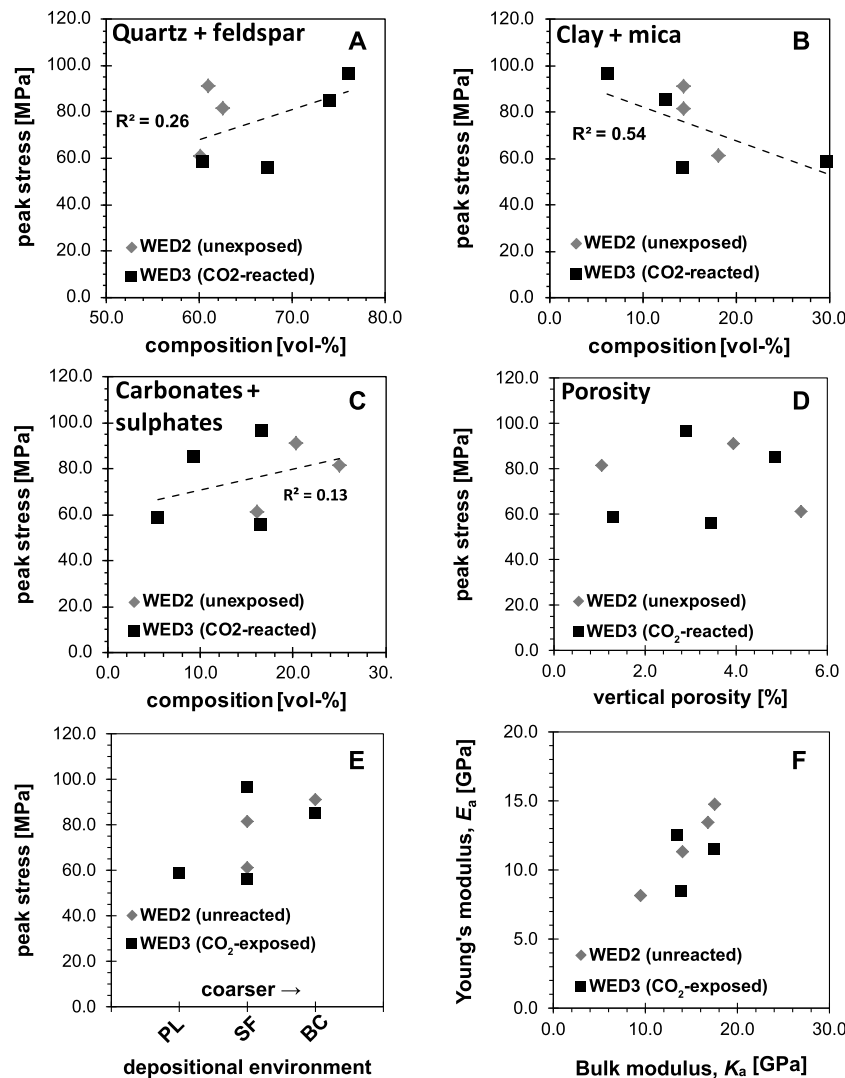 Quartz + feldspar
A
120.0
100.0
80.0
60.0
40.0
20.0
0.0
peak stress [MPa]
R² = 0.26
WED2 (unexposed)
WED3 (CO2-reacted)
50.0 60.0 70.0 80.0
composition [vol-%]
Clay + mica
B
120.0
100.0
80.0
60.0
40.0
20.0
0.0
peak stress [MPa]
R² = 0.54
WED2 (unexposed)
WED3 (CO2-reacted)
0.0 10.0 20.0 30.0
composition [vol-%]
Carbonates +
sulphates
C
120.0
100.0
80.0
60.0
40.0
20.0
0.0
peak stress [MPa]
R² = 0.13
WED2 (unexposed)
WED3 (CO2-reacted)
0.0 10.0 20.0 30.
composition [vol-%]
Porosity
D
120.0
100.0
80.0
60.0
40.0
20.0
0.0
peak stress [MPa]
WED2 (unexposed)
WED3 (CO₂-reacted)
0.0 2.0 4.0 6.0
vertical porosity [%]
E
120.0
100.0
80.0
60.0
40.0
20.0
0.0
peak stress [MPa]
WED2 (unreacted)
WED3 (CO₂-exposed)
coarser →
PL SF BC
depositional environment
F
20.0
15.0
10.0
5.0
0.0
Young's modulus, Eₐ [GPa]
WED2 (unreacted)
WED3 (CO₂-exposed)
0.0 10.0 20.0 30.0
Bulk modulus, Kₐ [GPa]